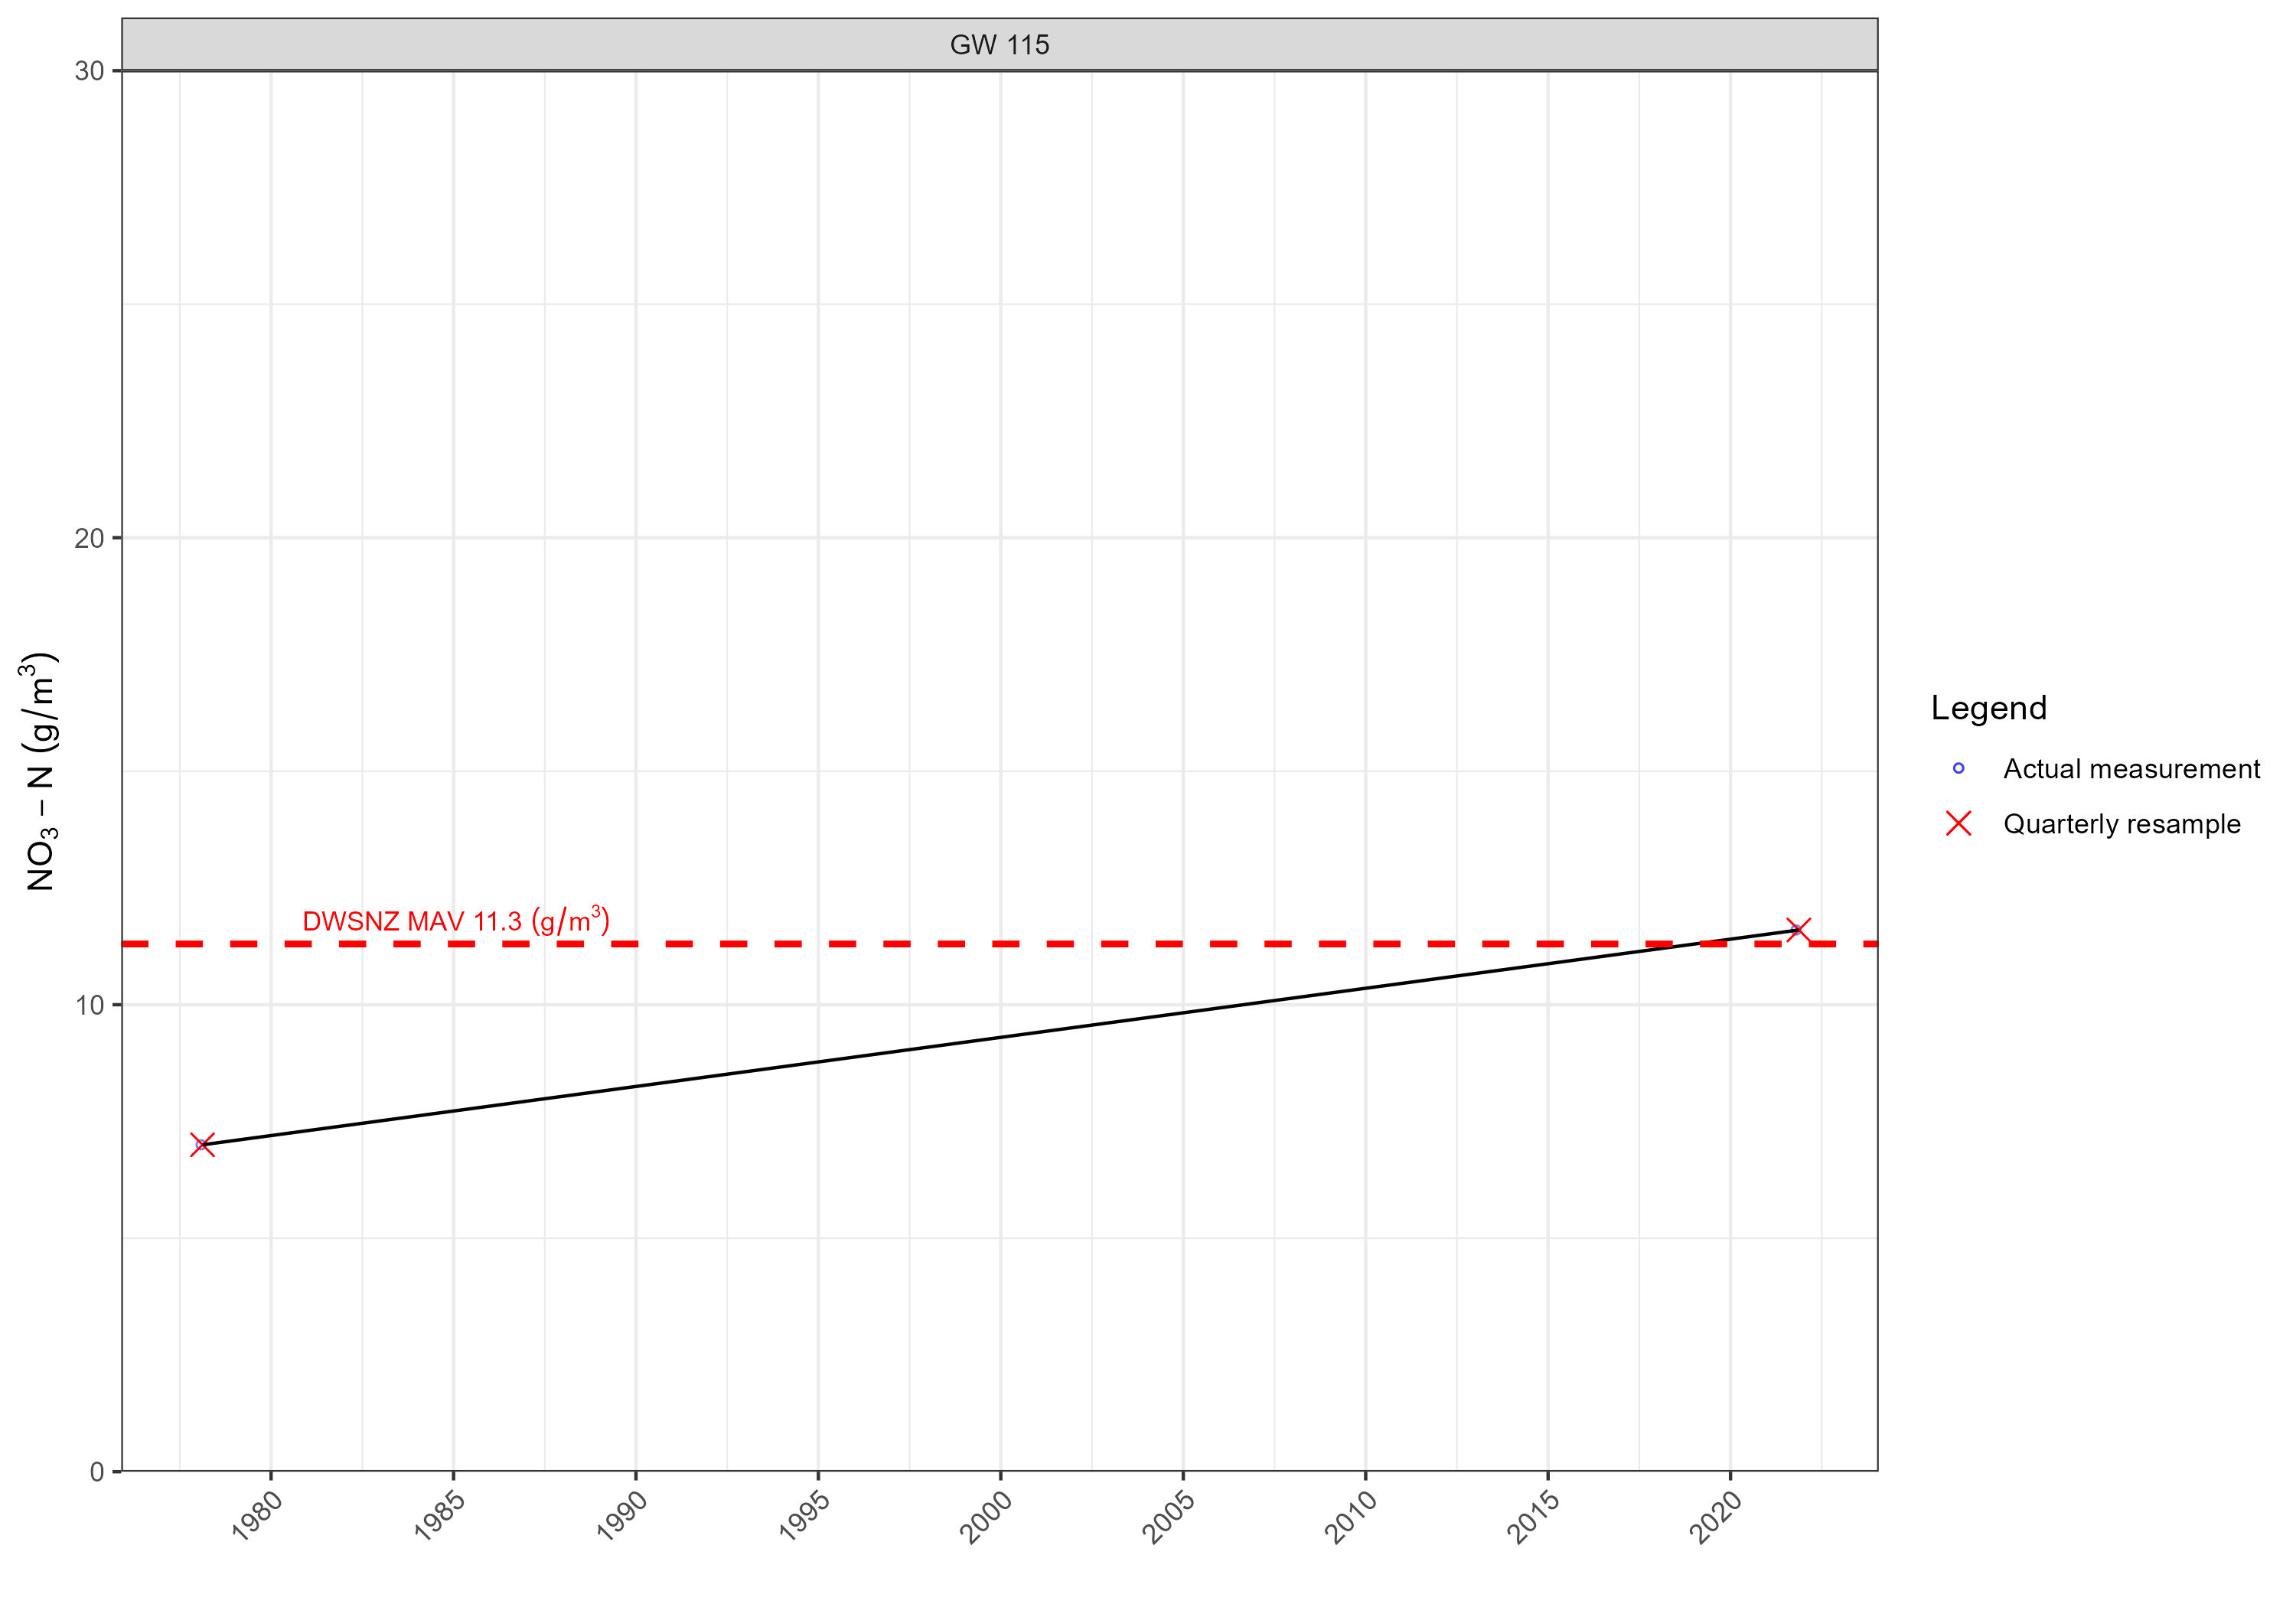 GW 115
30
20
10
0
NO₃ – N (g/m³)
DWSNZ MAV 11.3 (g/m³)
1980
1985
1990
1995
2000
2005
2010
2015
2020
Legend
Actual measurement
Quarterly resample